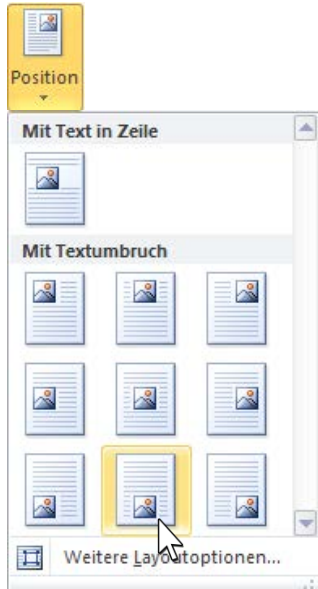 Position
Mit Text in Zeile
Mit Textumbruch
Weitere Layoutoptionen...